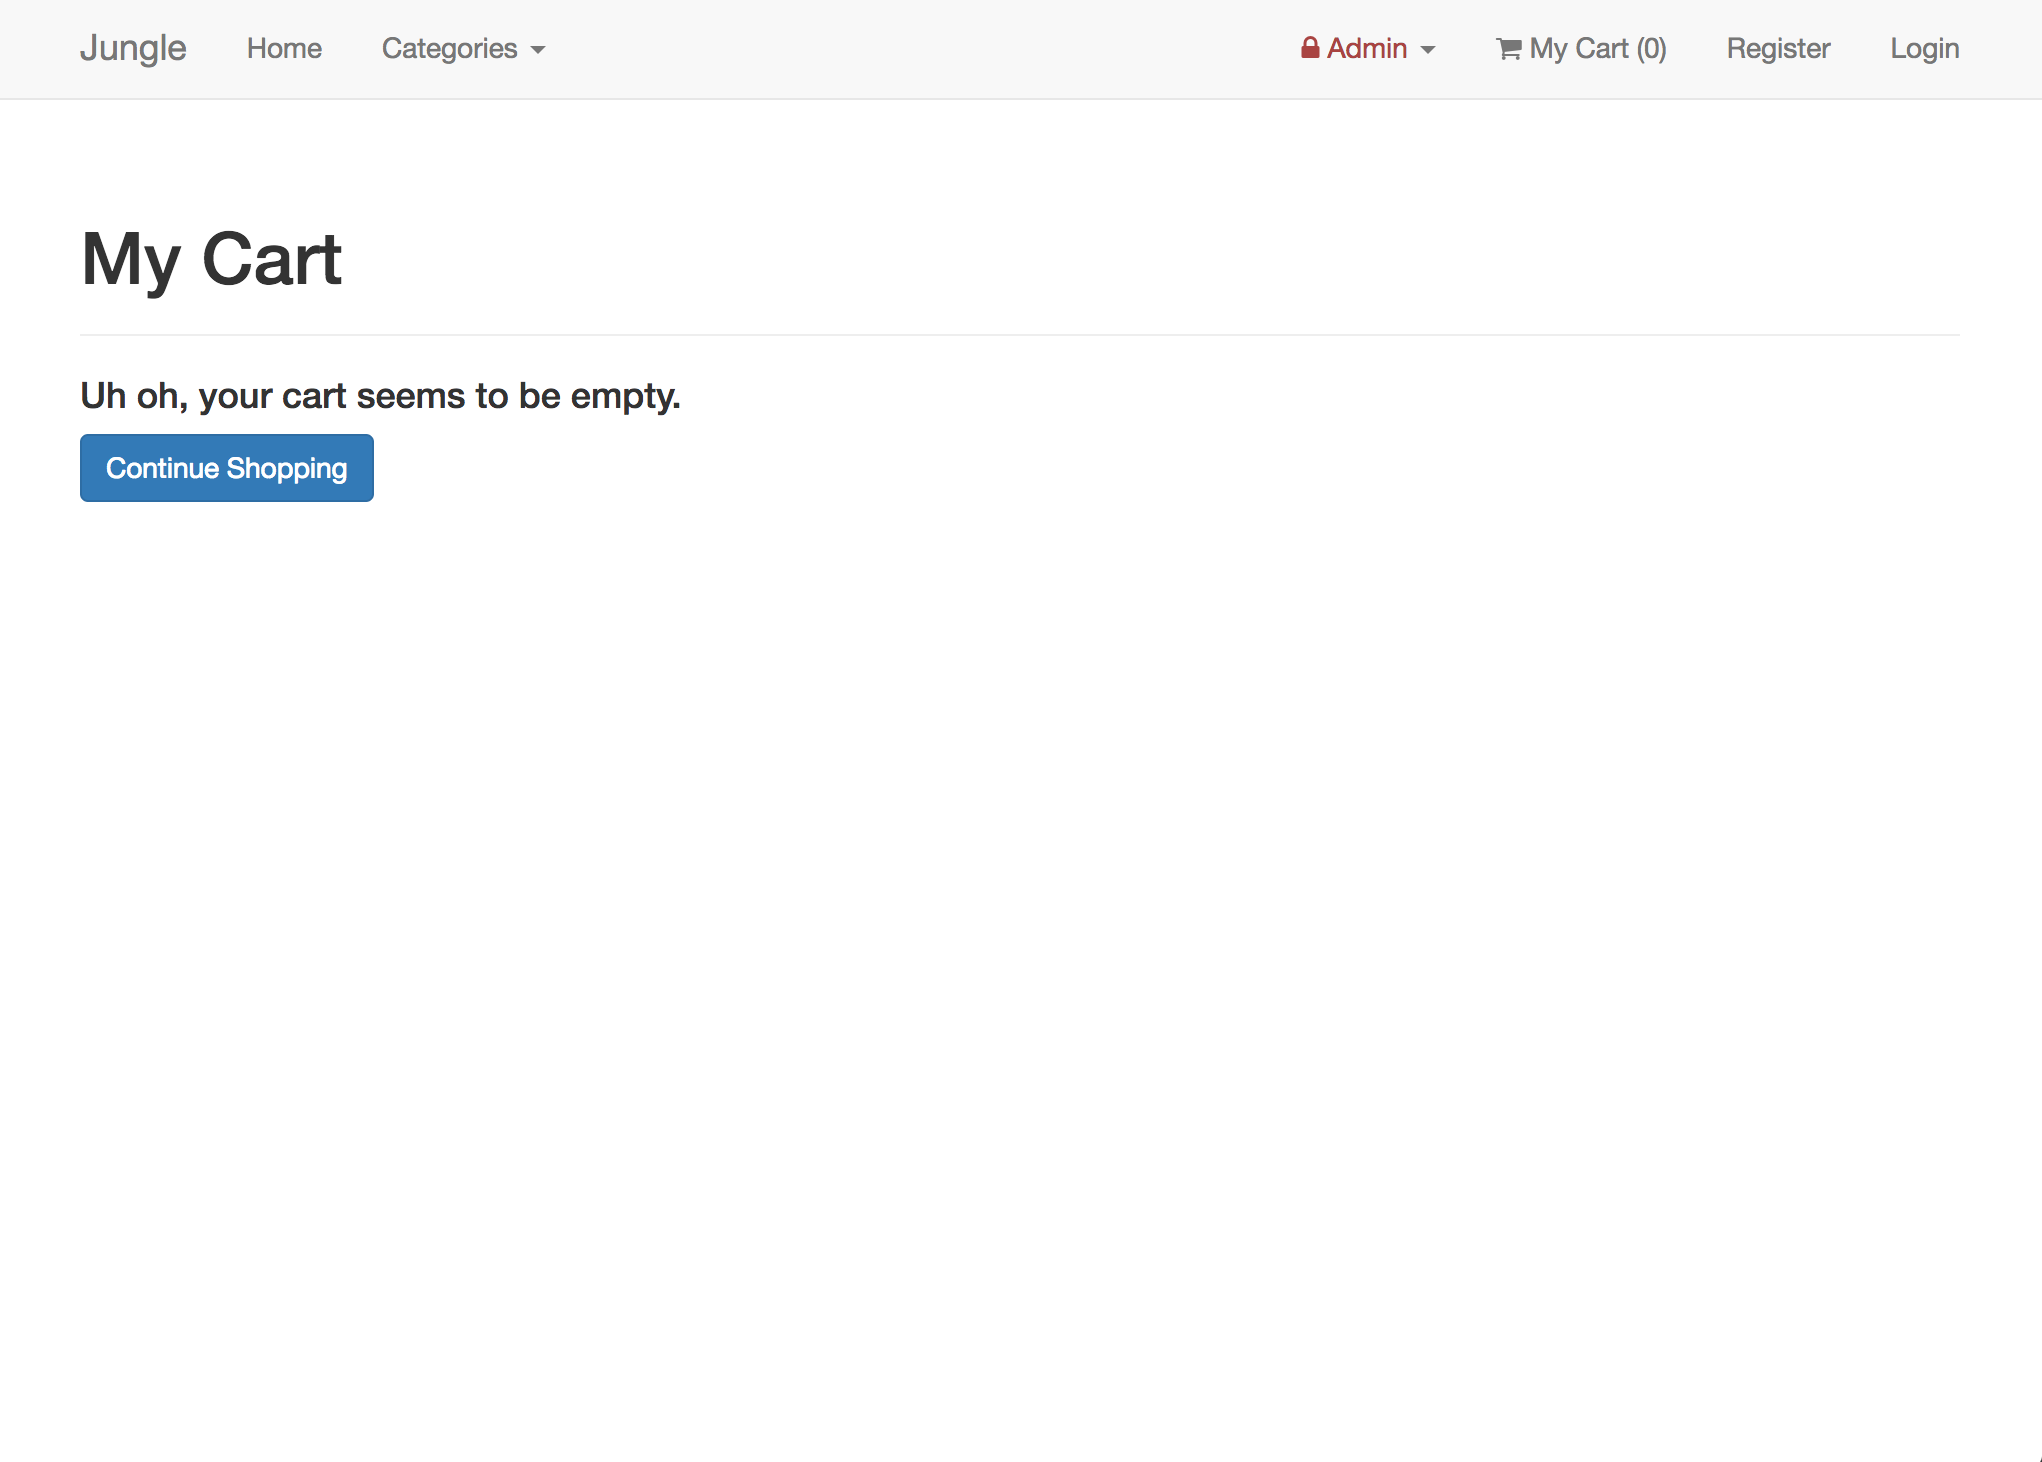 Jungle Home Categories Admin My Cart (0) Register Login
My Cart
Uh oh, your cart seems to be empty.
Continue Shopping